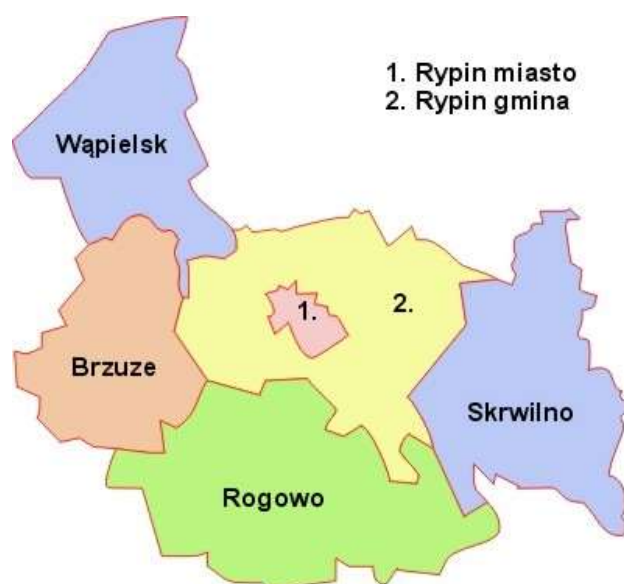 1. Rypin miasto
2. Rypin gmina
Wąpielsk
1.
2.
Brzuze
Skrwilno
Rogowo